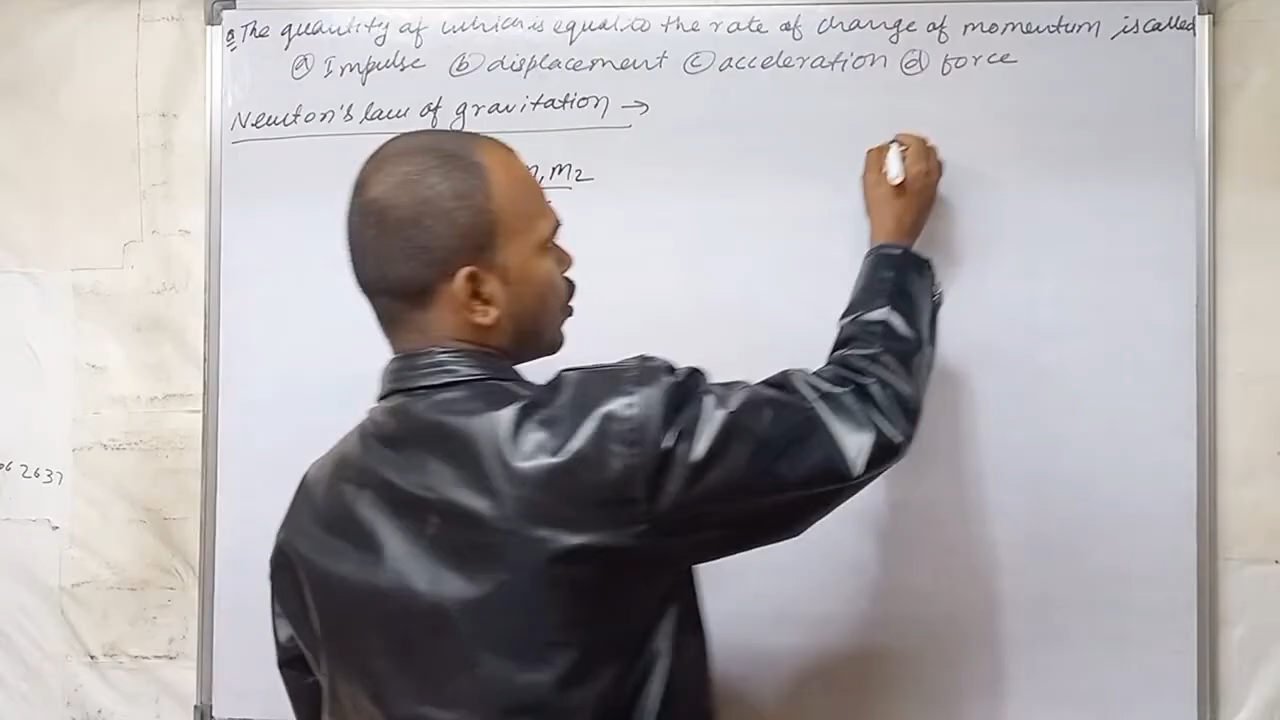 Q The quantity of which is equal to the rate of change of momentum is called
(a) Impulse (b) displacement (c) acceleration (d) force
Newton's law of gravitation →
m₁m₂
2637